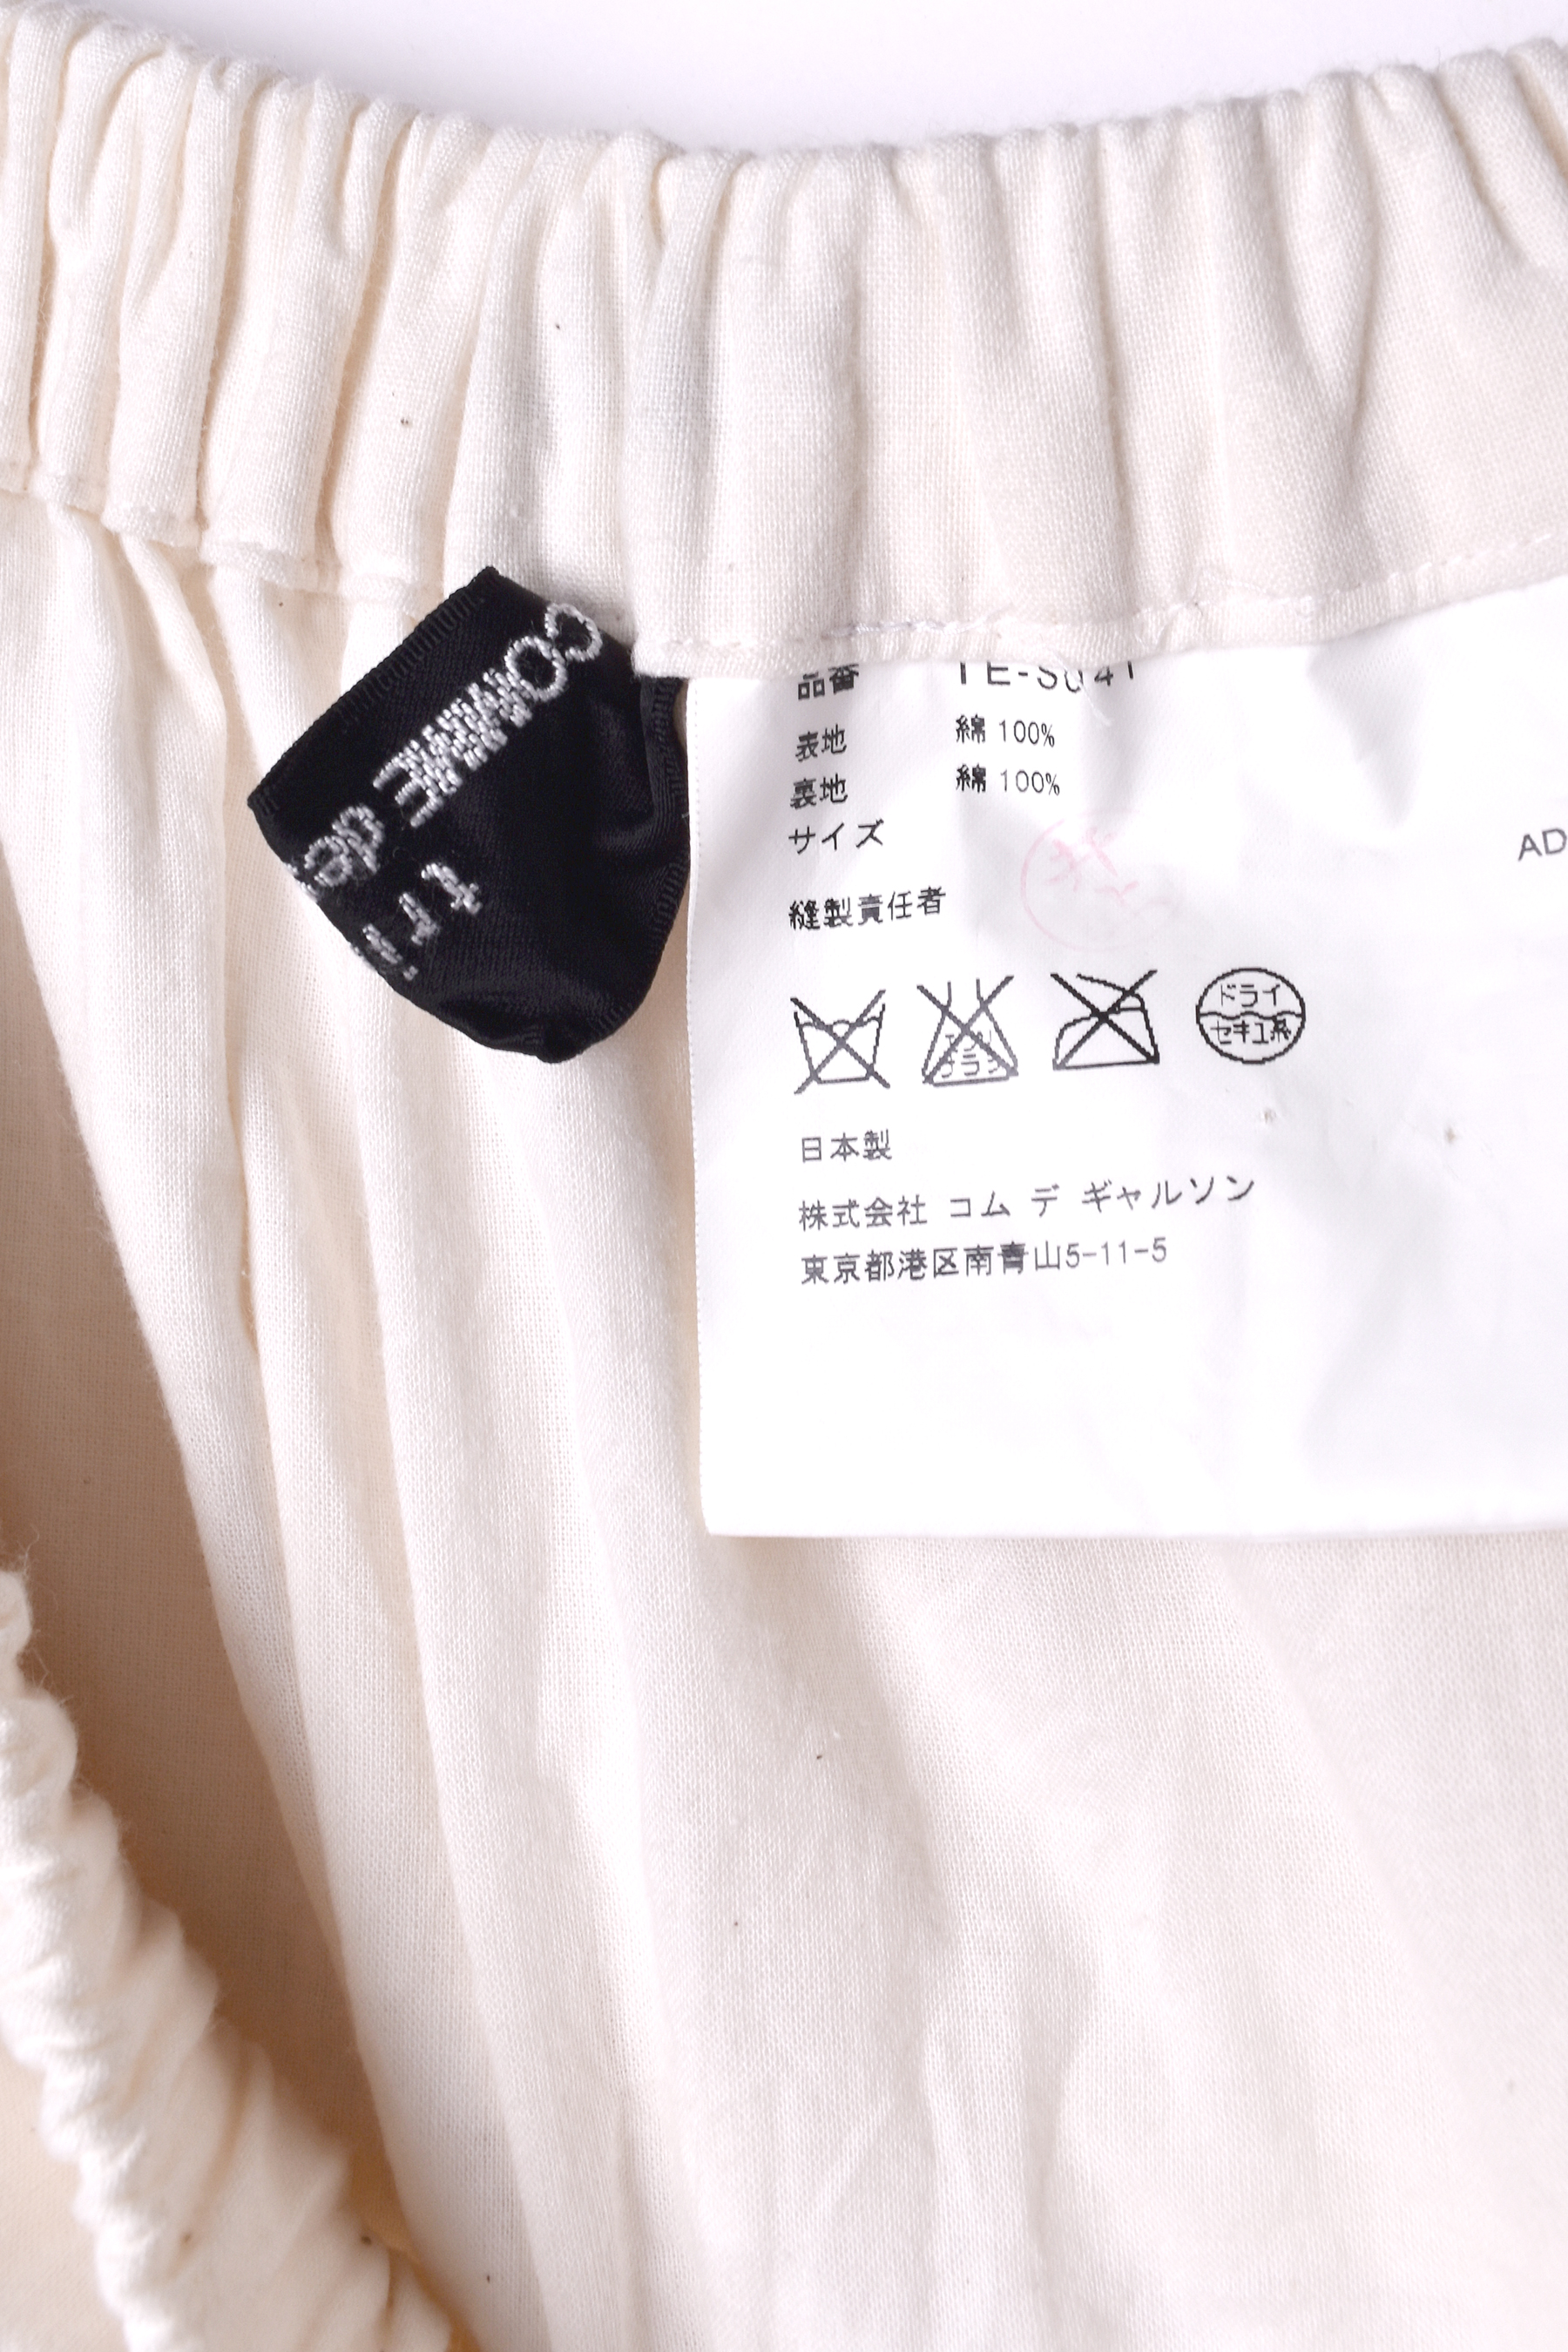 COMME de
tri
品番 TE-S041
表地 綿 100%
裏地 綿 100%
サイズ
縫製責任者
ドライ
セキユ系
日本製
株式会社 コム デ ギャルソン
東京都港区南青山5-11-5
AD